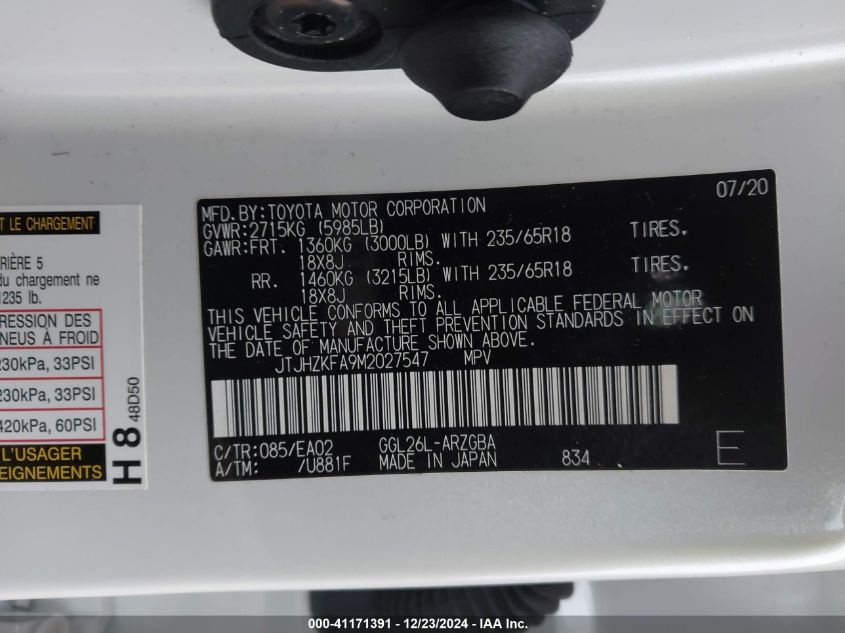 T LE CHARGEMENT
RIÈRE 5
du chargement ne
1235 lb.
RESSION DES
NEUS À FROID
230kPa, 33PSI
230kPa, 33PSI
420kPa, 60PSI
L'USAGER
SEIGNEMENTS
H 8 48D50
07/20
MFD.BY:TOYOTA MOTOR CORPORATION
GVWR:2715KG (5985LB)
GAWR:FRT. 1360KG (3000LB) WITH 235/65R18 TIRES.
18X8J RIMS.
RR. 1460KG (3215LB) WITH 235/65R18 TIRES.
18X8J RIMS.
THIS VEHICLE CONFORMS TO ALL APPLICABLE FEDERAL MOTOR
VEHICLE SAFETY AND THEFT PREVENTION STANDARDS IN EFFECT ON
THE DATE OF MANUFACTURE SHOWN ABOVE.
JTJHZKFA9M2027547 MPV
C/TR:085/EA02 GGL26L-ARZGBA
A/TM: /U881F MADE IN JAPAN 834 E
000-41171391 - 12/23/2024 - IAA Inc.